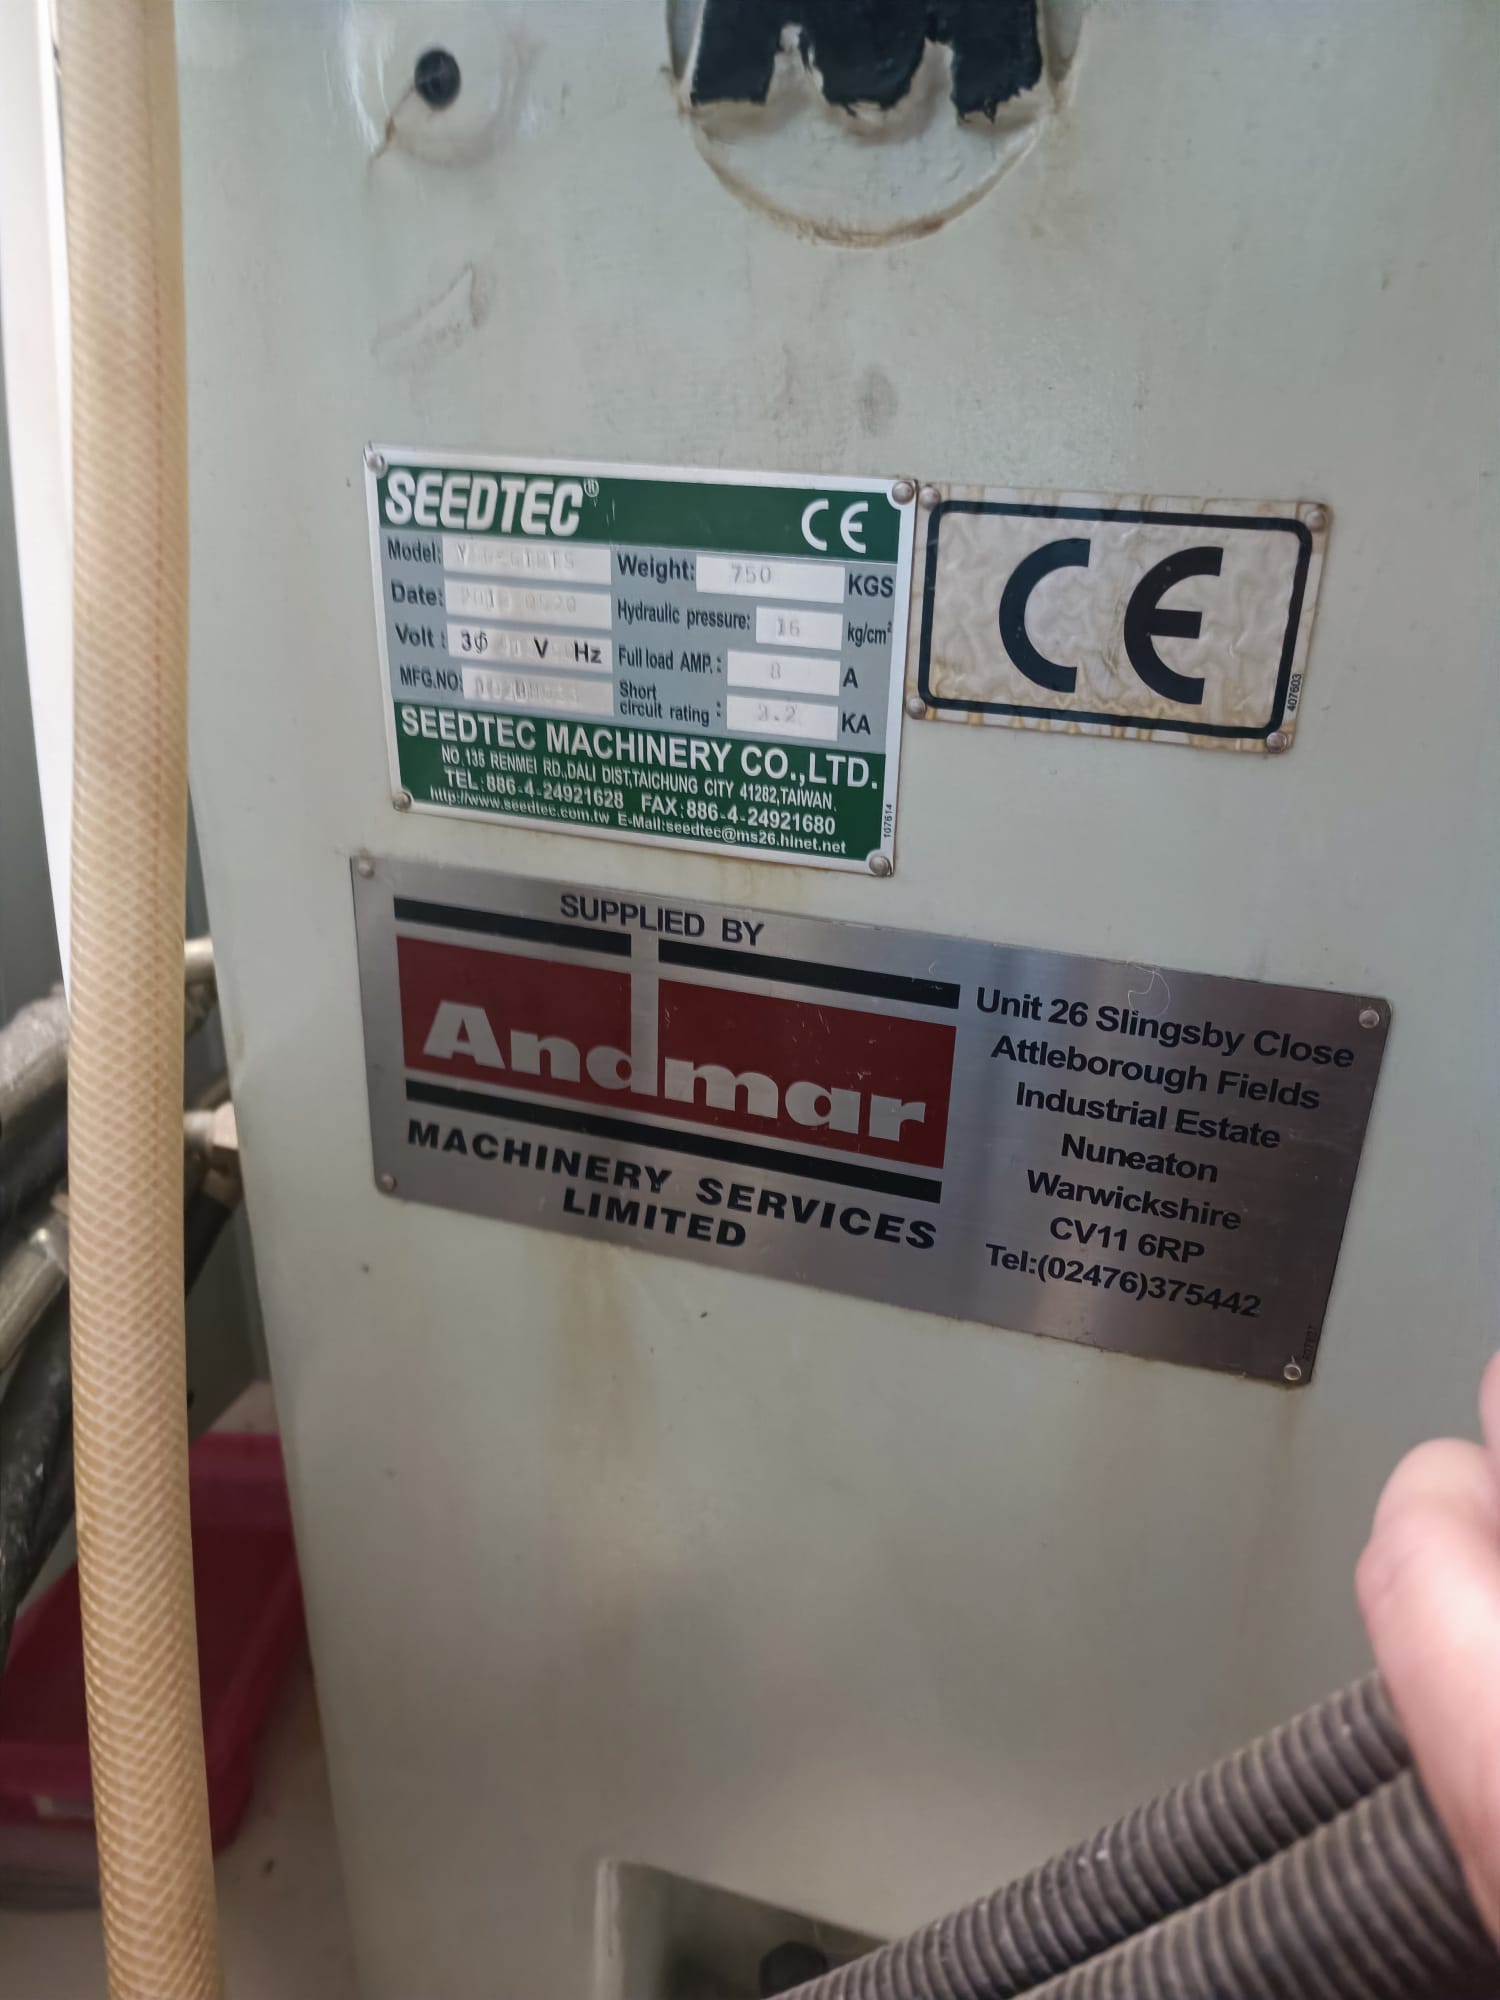 SEEDTEC®
CE
Model:
Weight: 750 KGS
Date:
Hydraulic pressure: 16 kg/cm²
Volt : 3ϕ V Hz
Full load AMP.: 8 A
MFG.NO:
Short circuit rating : KA
SEEDTEC MACHINERY CO.,LTD.
NO.135 RENMEI RD.,DALI DIST,TAICHUNG CITY 41282,TAIWAN.
TEL:886-4-24921628 FAX:886-4-24921680
http://www.seedtec.com.tw E-Mail:seedtec@ms26.hinet.net
107614
CE
407603
SUPPLIED BY
Andmar
MACHINERY SERVICES
LIMITED
Unit 26 Slingsby Close
Attleborough Fields
Industrial Estate
Nuneaton
Warwickshire
CV11 6RP
Tel:(02476)375442